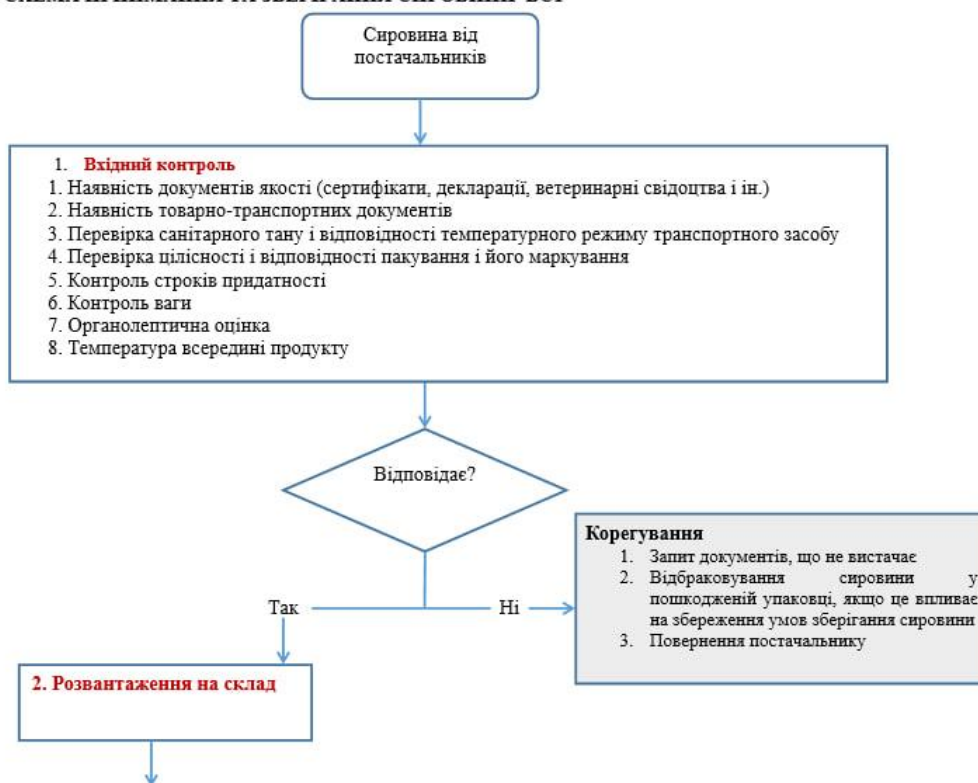 Сировина від
постачальників
1. Вхідний контроль
1. Наявність документів якості (сертифікати, декларації, ветеринарні свідоцтва і ін.)
2. Наявність товарно-транспортних документів
3. Перевірка санітарного тану і відповідності температурного режиму транспортного засобу
4. Перевірка цілісності і відповідності пакування і його маркування
5. Контроль строків придатності
6. Контроль ваги
7. Органолептична оцінка
8. Температура всередині продукту
Відповідає?
Так
Ні
Корегування
1. Запит документів, що не вистачає
2. Відбраковування сировини у
пошкодженій упаковці, якщо це впливає
на збереження умов зберігання сировини
3. Повернення постачальнику
2. Розвантаження на склад